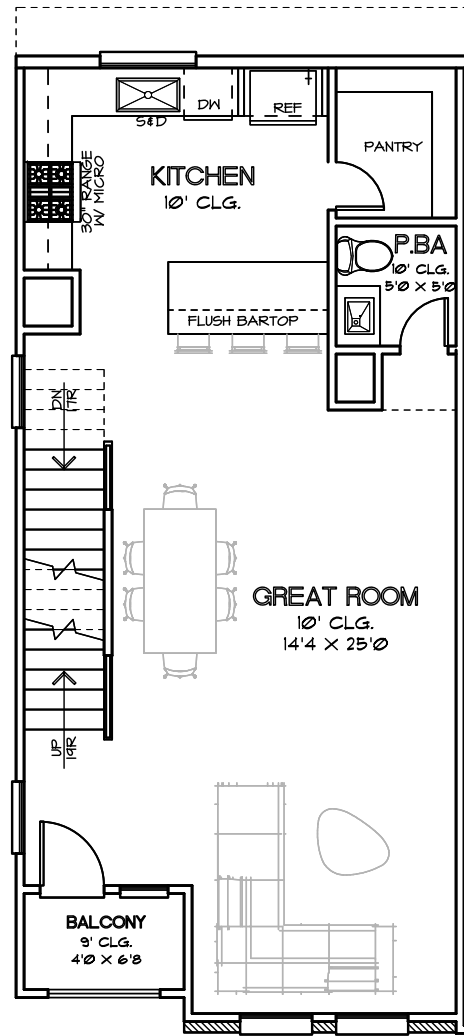 S&D
DW
REF
PANTRY
30" RANGE
W/ MICRO
KITCHEN
10' CLG.
P.BA
10' CLG.
5'0 X 5'0
FLUSH BARTOP
DN
17R
GREAT ROOM
10' CLG.
14'4 X 25'0
UP
19R
BALCONY
9' CLG.
4'0 X 6'8